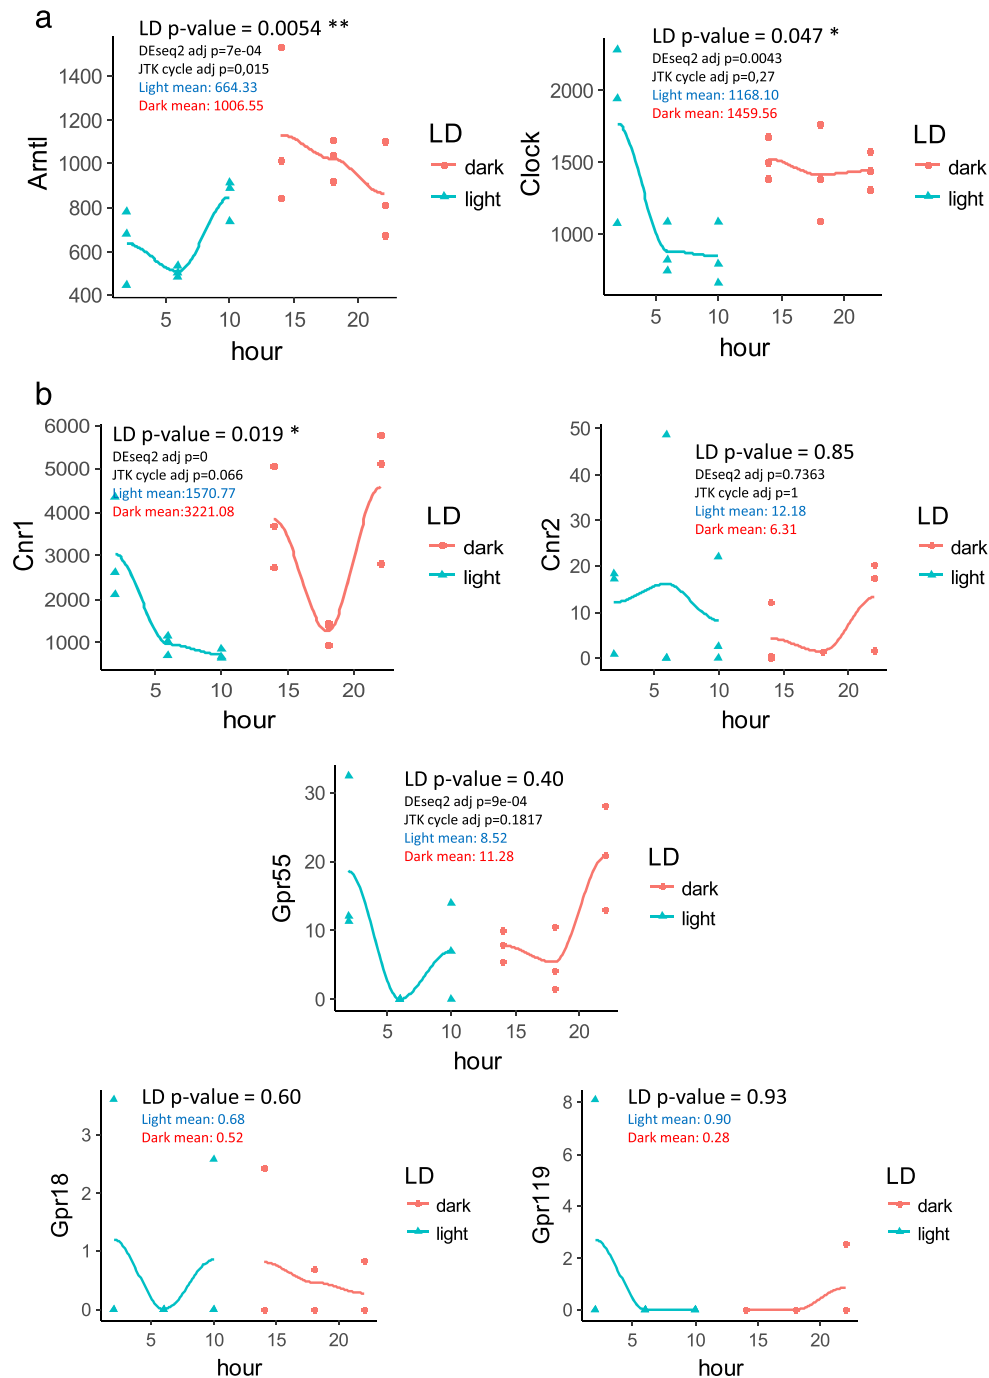 a
LD p-value = 0.0054 **
DEseq2 adj p=7e-04
JTK cycle adj p=0,015
Light mean: 664.33
Dark mean: 1006.55
Arntl
1400
1200
1000
800
600
400
5 10 15 20
hour
LD
dark
light
LD p-value = 0.047 *
DEseq2 adj p=0.0043
JTK cycle adj p=0,27
Light mean: 1168.10
Dark mean: 1459.56
Clock
2000
1500
1000
5 10 15 20
hour
LD
dark
light
b
LD p-value = 0.019 *
DEseq2 adj p=0
JTK cycle adj p=0.066
Light mean:1570.77
Dark mean:3221.08
Cnr1
6000
5000
4000
3000
2000
1000
5 10 15 20
hour
LD
dark
light
LD p-value = 0.85
DEseq2 adj p=0.7363
JTK cycle adj p=1
Light mean: 12.18
Dark mean: 6.31
Cnr2
50
40
30
20
10
0
5 10 15 20
hour
LD
dark
light
LD p-value = 0.40
DEseq2 adj p=9e-04
JTK cycle adj p=0.1817
Light mean: 8.52
Dark mean: 11.28
Gpr55
30
20
10
0
5 10 15 20
hour
LD
dark
light
LD p-value = 0.60
Light mean: 0.68
Dark mean: 0.52
Gpr18
3
2
1
0
5 10 15 20
hour
LD
dark
light
LD p-value = 0.93
Light mean: 0.90
Dark mean: 0.28
Gpr119
8
6
4
2
0
5 10 15 20
hour
LD
dark
light